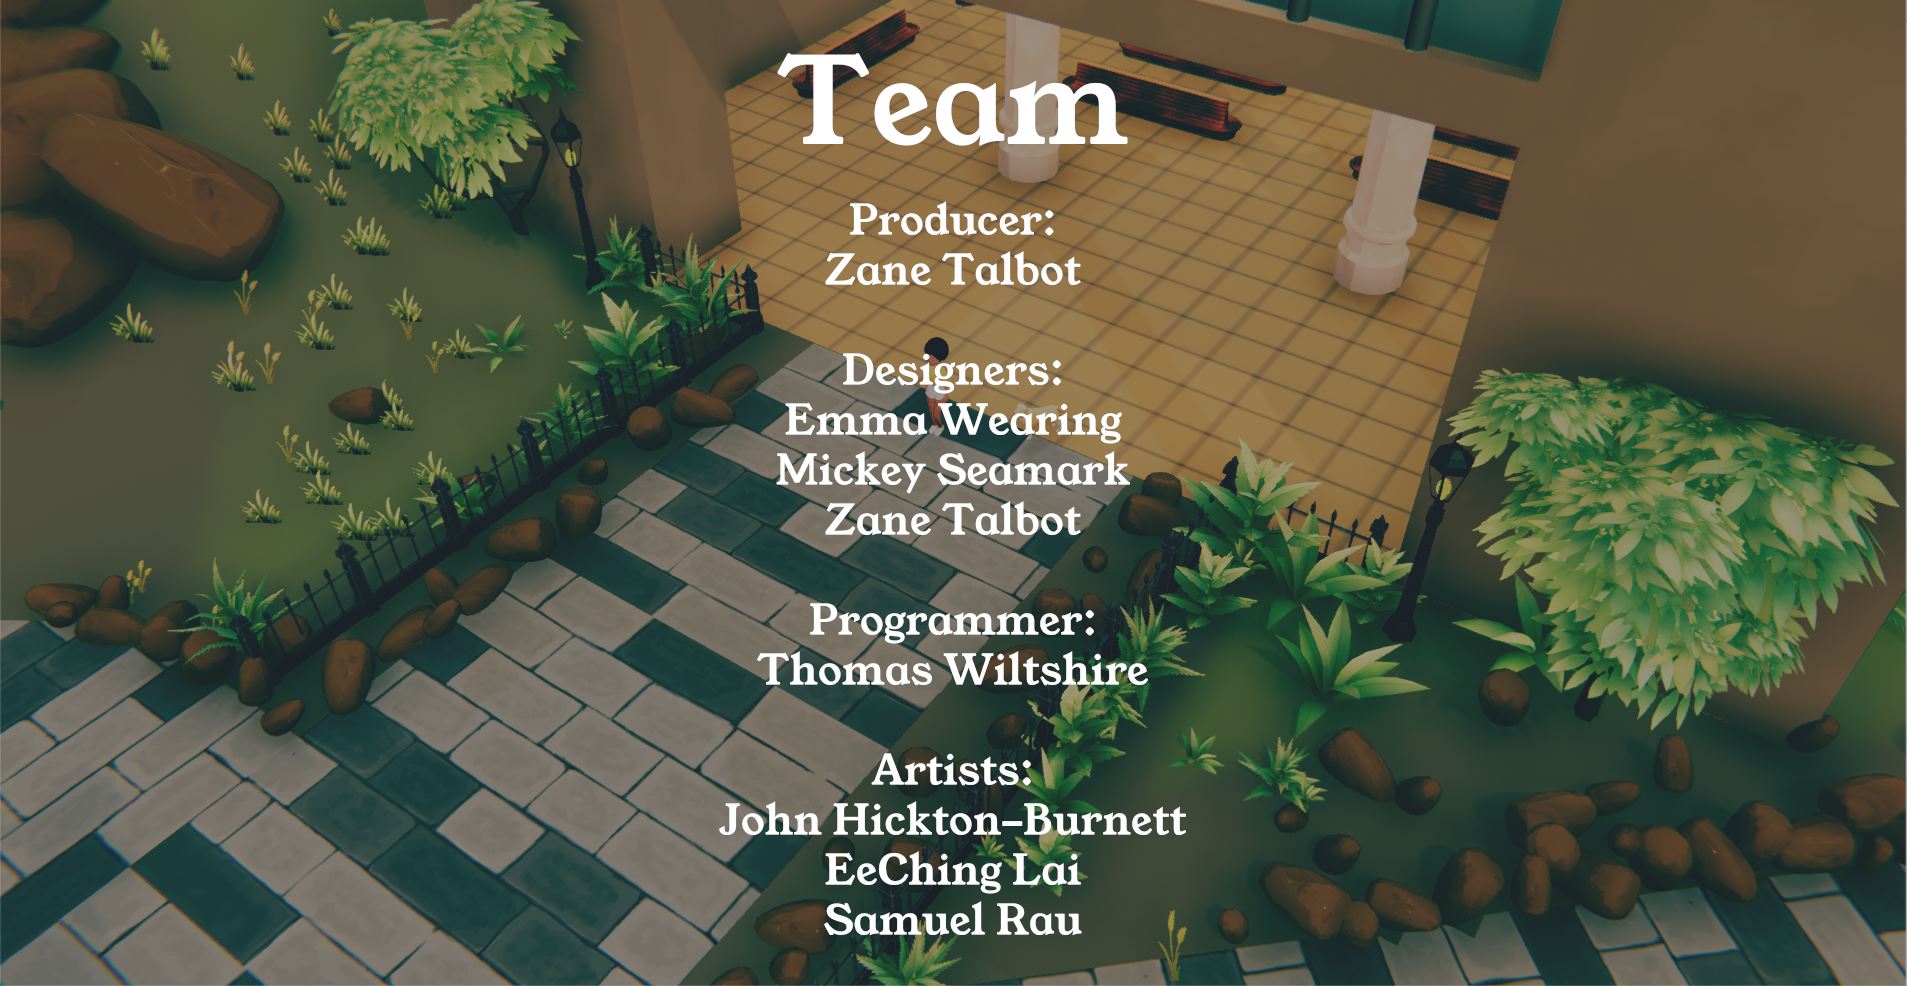 Team
Producer:
Zane Talbot
Designers:
Emma Wearing
Mickey Seamark
Zane Talbot
Programmer:
Thomas Wiltshire
Artists:
John Hickton-Burnett
EeChing Lai
Samuel Rau